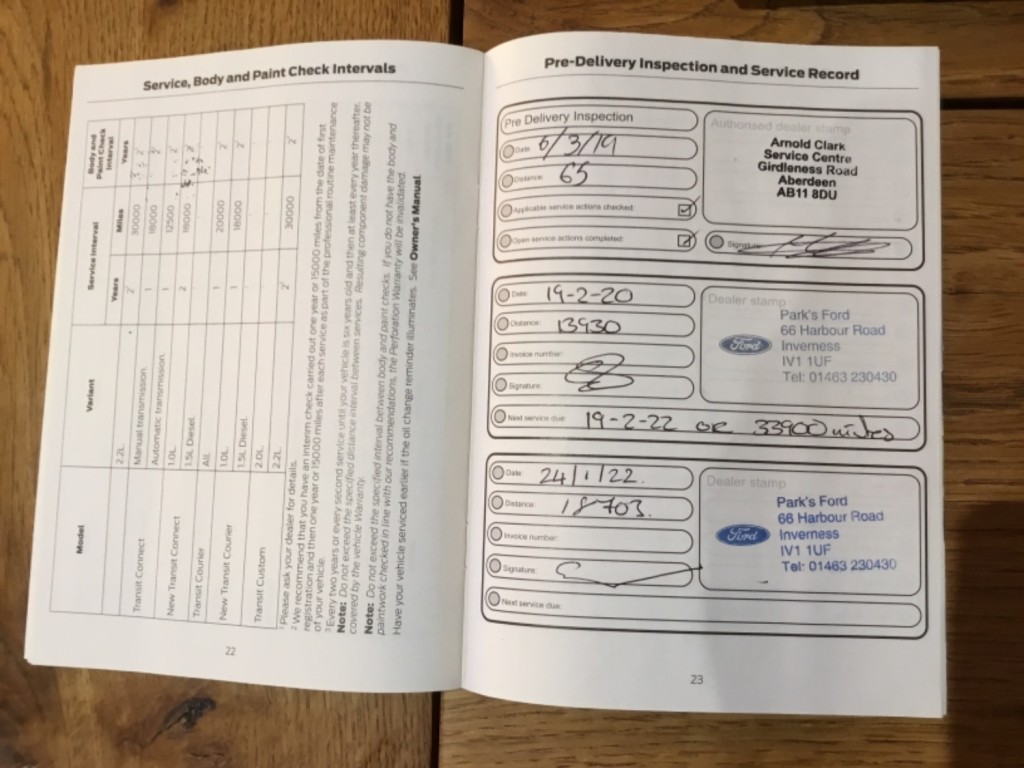 Service, Body and Paint Check Intervals
Model
Variant
Service Interval
Body and Paint Check Interval
Years
Miles
Years
2.2L
Transit Connect
Manual transmission.
30000
Automatic transmission.
1
18000
New Transit Connect
1.0L
1
12500
1.5L Diesel.
2
18000
Transit Courier
All.
New Transit Courier
1.0L
1
20000
1.5L Diesel.
1
18000
Transit Custom
2.0L
2.2L
2¹
30000
2¹
¹ Please ask your dealer for details.
² We recommend that you have an interim check carried out one year or 15000 miles from the date of first
registration and then one year or 15000 miles after each service as part of the professional routine maintenance
of your vehicle.
³ Every two years or every second service until your vehicle is six years old and then at least every year thereafter.
Note: Do not exceed the specified distance interval between services. Resulting component damage may not be
covered by the vehicle Warranty.
Note: Do not exceed the specified interval between body and paint checks. If you do not have the body and
paintwork checked in line with our recommendations, the Perforation Warranty will be invalidated.
Have your vehicle serviced earlier if the oil change reminder illuminates. See Owner's Manual.
22
Pre-Delivery Inspection and Service Record
Pre Delivery Inspection
Date: 6/3/19
Distance: 65
Applicable service actions checked:
Open service actions completed:
Authorised dealer stamp
Arnold Clark
Service Centre
Girdleness Road
Aberdeen
AB11 8DU
Signature:
Date: 19-2-20
Distance: 13930
Invoice number:
Signature:
Next service due: 19-2-22 or 33900 miles
Dealer stamp
Ford
Park's Ford
66 Harbour Road
Inverness
IV1 1UF
Tel: 01463 230430
Date: 24/1/22.
Distance: 18703.
Invoice number:
Signature:
Next service due:
Dealer stamp
Ford
Park's Ford
66 Harbour Road
Inverness
IV1 1UF
Tel: 01463 230430
23